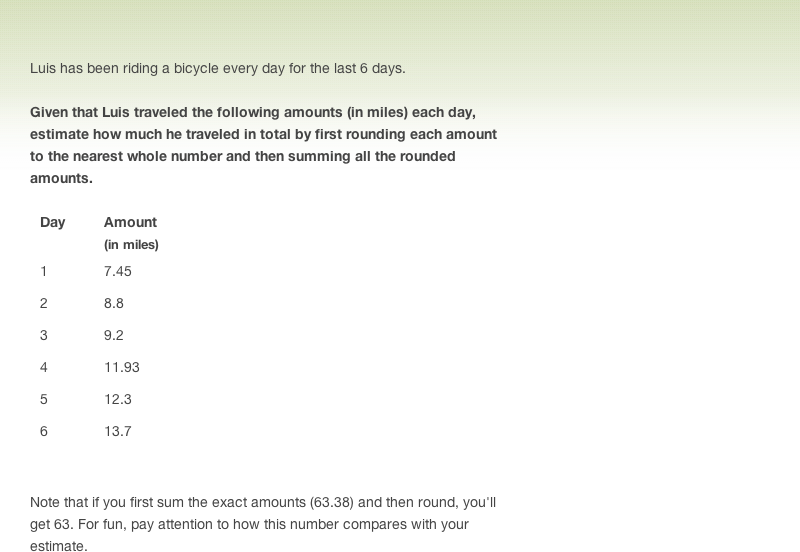 Luis has been riding a bicycle every day for the last 6 days.
Given that Luis traveled the following amounts (in miles) each day,
estimate how much he traveled in total by first rounding each amount
to the nearest whole number and then summing all the rounded
amounts.
Day Amount
(in miles)
1 7.45
2 8.8
3 9.2
4 11.93
5 12.3
6 13.7
Note that if you first sum the exact amounts (63.38) and then round, you'll
get 63. For fun, pay attention to how this number compares with your
estimate.